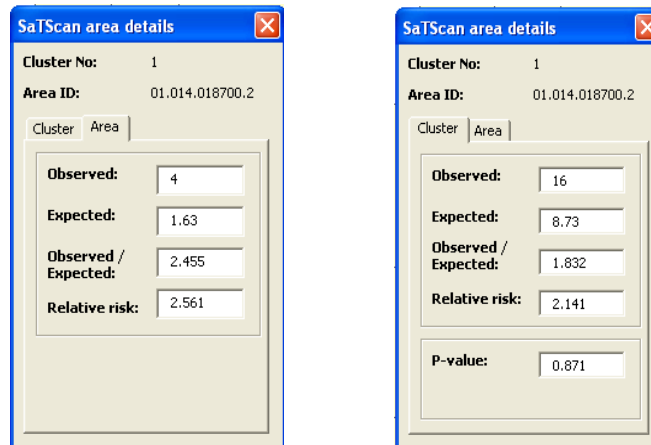 SaTScan area details
Cluster No: 1
Area ID: 01.014.018700.2
Cluster Area
Observed: 4
Expected: 1.63
Observed /
Expected: 2.455
Relative risk: 2.561
SaTScan area details
Cluster No: 1
Area ID: 01.014.018700.2
Cluster Area
Observed: 16
Expected: 8.73
Observed /
Expected: 1.832
Relative risk: 2.141
P-value: 0.871